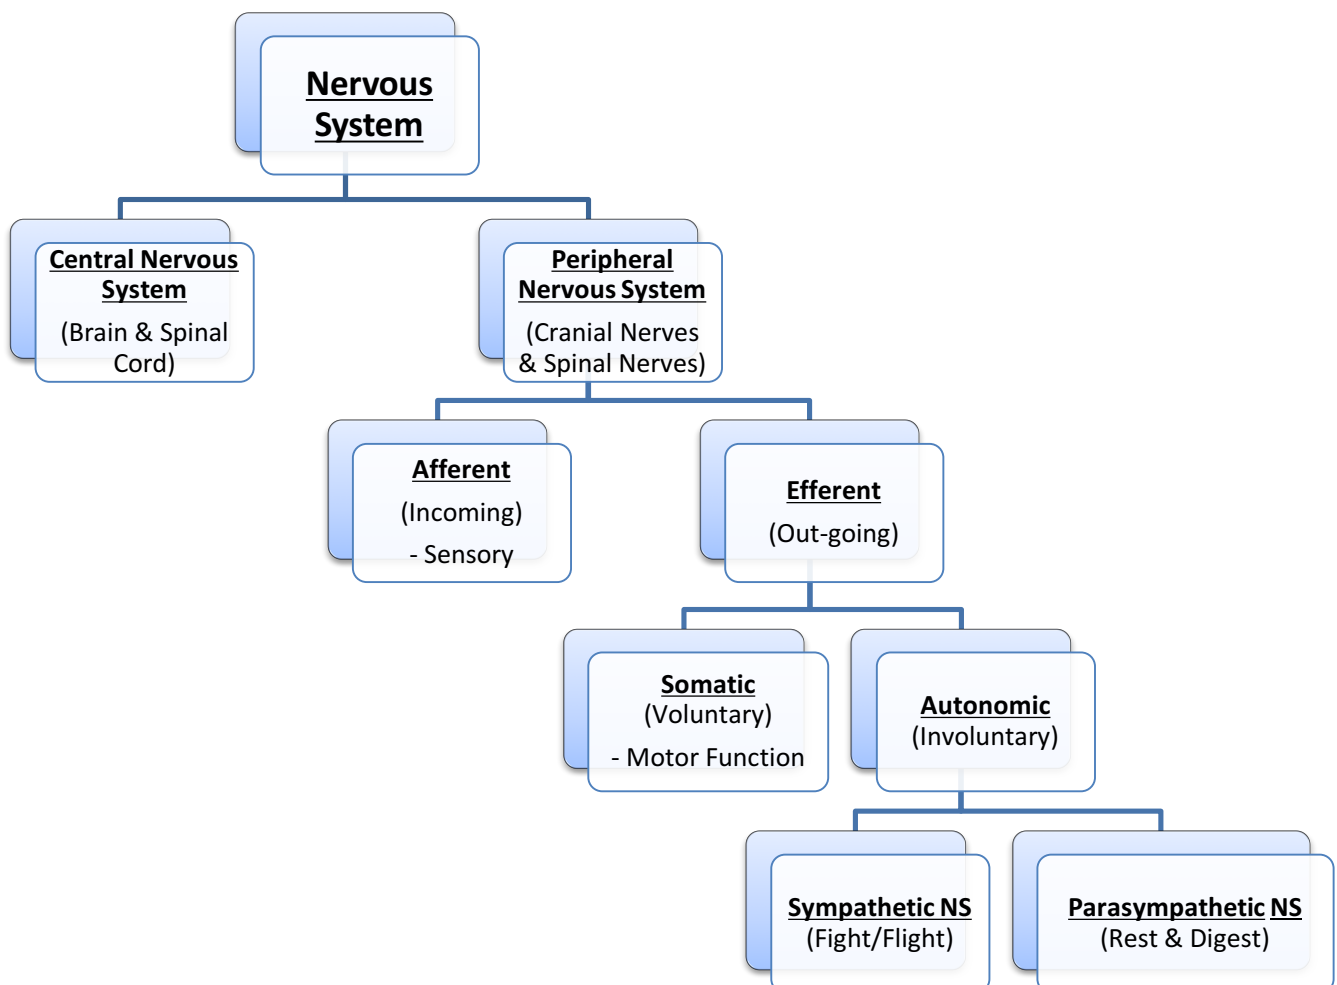 Nervous
System
Central Nervous
System
(Brain & Spinal
Cord)
Peripheral
Nervous System
(Cranial Nerves
& Spinal Nerves)
Afferent
(Incoming)
- Sensory
Efferent
(Out-going)
Somatic
(Voluntary)
- Motor Function
Autonomic
(Involuntary)
Sympathetic NS
(Fight/Flight)
Parasympathetic NS
(Rest & Digest)